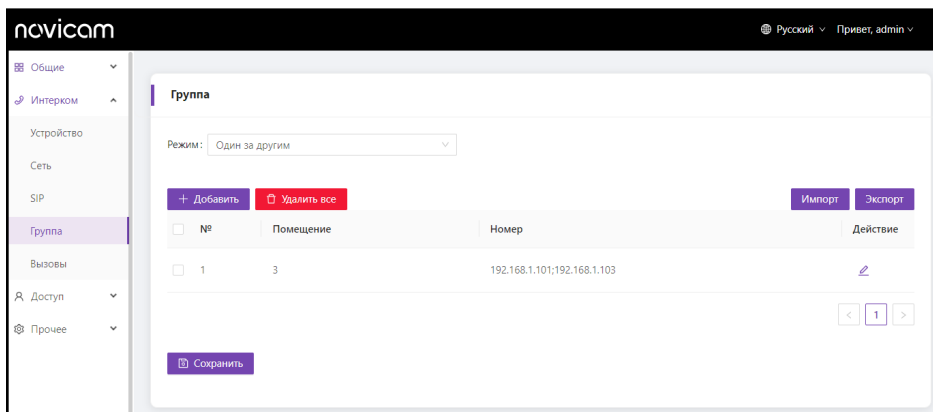 novicam
Русский Привет, admin
Общие
Интерком
Устройство
Сеть
SIP
Группа
Вызовы
Доступ
Прочее
Группа
Режим: Один за другим
+ Добавить Удалить все Импорт Экспорт
№ Помещение Номер Действие
1 3 192.168.1.101;192.168.1.103
< 1 >
Сохранить